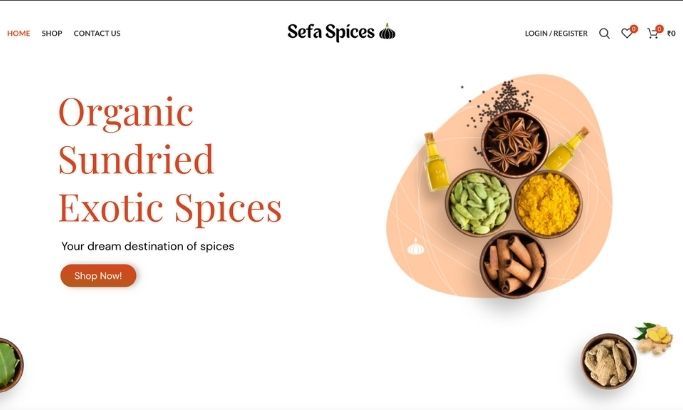 HOME SHOP CONTACT US
Sefa Spices
LOGIN / REGISTER 0 0 ₹0
Organic
Sundried
Exotic Spices
Your dream destination of spices
Shop Now!